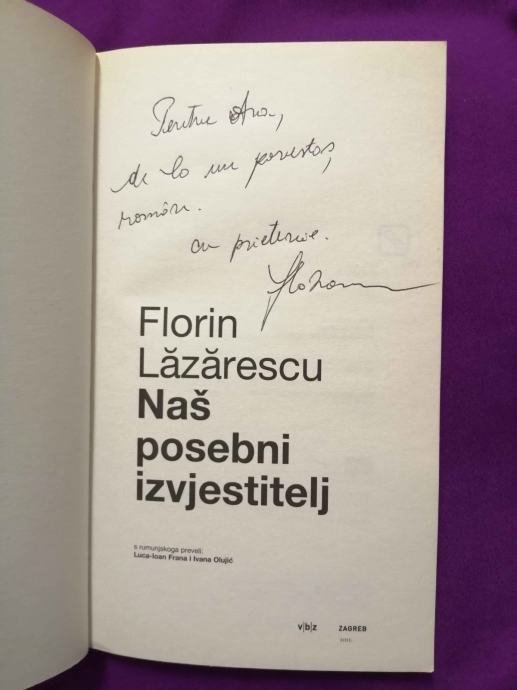 Pentru Ana,
de la un povestaș
român.
cu prietenie.
Florin
Lăzărescu
Naš
posebni
izvjestitelj
s rumunjskoga preveli:
Luca-Ioan Frana i Ivana Olujić
v|b|z ZAGREB